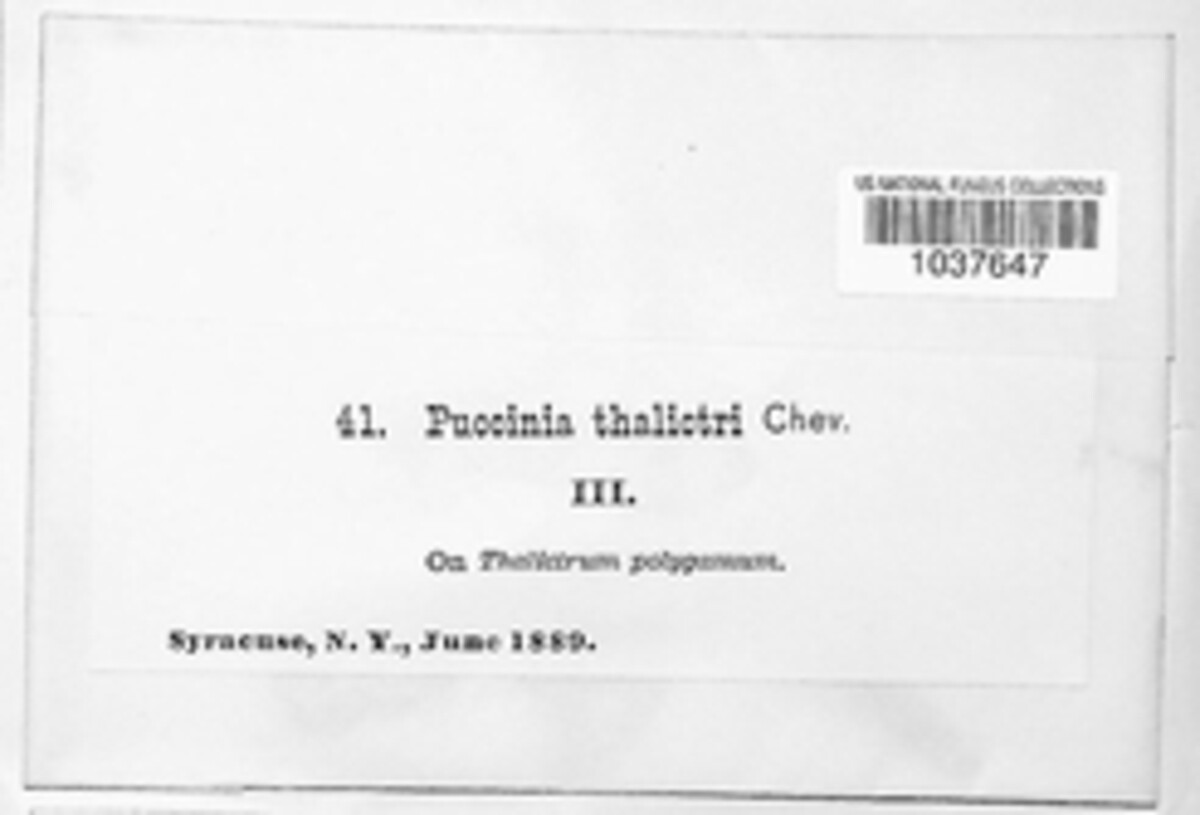 US NATIONAL FUNGUS COLLECTIONS
1037647
41. Puccinia thalictri Chev.
III.
On Thalictrum polygamum.
Syracuse, N. Y., June 1889.